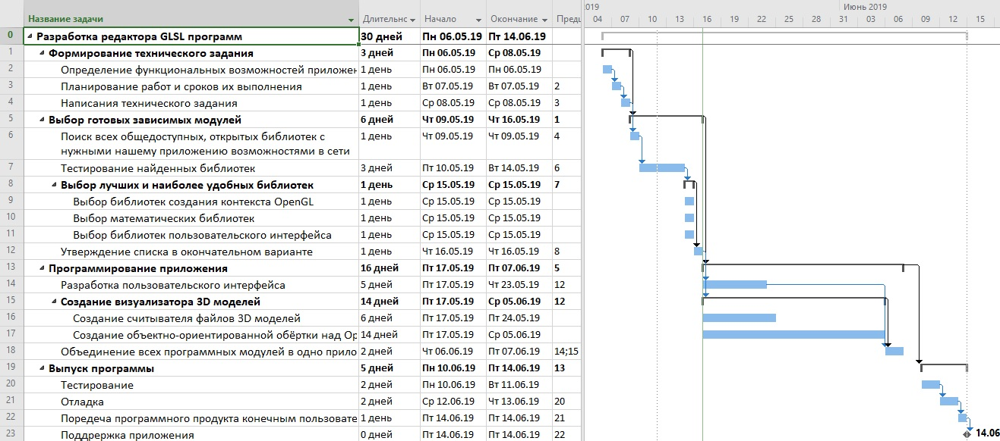 019 Июнь 2019
Название задачи Длительнс Начало Окончание Предш 04 07 10 13 16 19 22 25 28 31 03 06 09 12 15
0 Разработка редактора GLSL программ 30 дней Пн 06.05.19 Пт 14.06.19
1 Формирование технического задания 3 дней Пн 06.05.19 Ср 08.05.19
2 Определение функциональных возможностей приложен 1 день Пн 06.05.19 Пн 06.05.19
3 Планирование работ и сроков их выполнения 1 день Вт 07.05.19 Вт 07.05.19 2
4 Написания технического задания 1 день Ср 08.05.19 Ср 08.05.19 3
5 Выбор готовых зависимых модулей 6 дней Чт 09.05.19 Чт 16.05.19 1
6 Поиск всех общедоступных, открытых библиотек с 1 день Чт 09.05.19 Чт 09.05.19 4
нужными нашему приложению возможностями в сети
7 Тестирование найденных библиотек 3 дней Пт 10.05.19 Вт 14.05.19 6
8 Выбор лучших и наиболее удобных библиотек 1 день Ср 15.05.19 Ср 15.05.19 7
9 Выбор библиотек создания контекста OpenGL 1 день Ср 15.05.19 Ср 15.05.19
10 Выбор математических библиотек 1 день Ср 15.05.19 Ср 15.05.19
11 Выбор библиотек пользовательского интерфейса 1 день Ср 15.05.19 Ср 15.05.19
12 Утверждение списка в окончательном варианте 1 день Чт 16.05.19 Чт 16.05.19 8
13 Программирование приложения 16 дней Пт 17.05.19 Пт 07.06.19 5
14 Разработка пользовательского интерфейса 5 дней Пт 17.05.19 Чт 23.05.19 12
15 Создание визуализатора 3D моделей 14 дней Пт 17.05.19 Ср 05.06.19 12
16 Создание считывателя файлов 3D моделей 6 дней Пт 17.05.19 Пт 24.05.19
17 Создание объектно-ориентированной обёртки над Op 14 дней Пт 17.05.19 Ср 05.06.19
18 Объединение всех программных модулей в одно прило 2 дней Чт 06.06.19 Пт 07.06.19 14;15
19 Выпуск программы 5 дней Пн 10.06.19 Пт 14.06.19 13
20 Тестирование 2 дней Пн 10.06.19 Вт 11.06.19
21 Отладка 2 дней Ср 12.06.19 Чт 13.06.19 20
22 Поредеча программного продукта конечным пользовате 1 день Пт 14.06.19 Пт 14.06.19 21
23 Поддрержка приложения 0 дней Пт 14.06.19 Пт 14.06.19 22 14.06